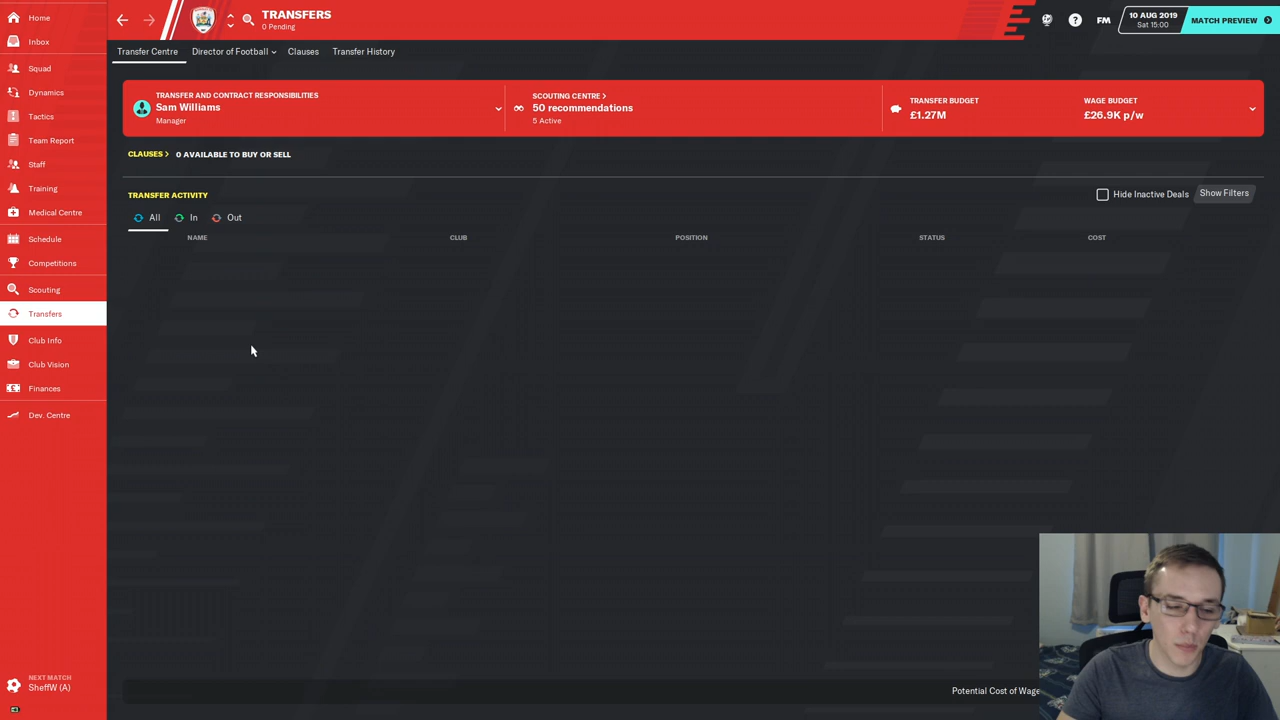 Home
Inbox
Squad
Dynamics
Tactics
Team Report
Staff
Training
Medical Centre
Schedule
Competitions
Scouting
Transfers
Club Info
Club Vision
Finances
Dev. Centre
NEXT MATCH
SheffW (A)
TRANSFERS
0 Pending
FM
10 AUG 2019
Sat 15:00
MATCH PREVIEW
Transfer Centre
Director of Football
Clauses
Transfer History
TRANSFER AND CONTRACT RESPONSIBILITIES
Sam Williams
Manager
SCOUTING CENTRE >
50 recommendations
5 Active
TRANSFER BUDGET
£1.27M
WAGE BUDGET
£26.9K p/w
CLAUSES > 0 AVAILABLE TO BUY OR SELL
TRANSFER ACTIVITY
Hide Inactive Deals
Show Filters
All
In
Out
NAME
CLUB
POSITION
STATUS
COST
Potential Cost of Wage